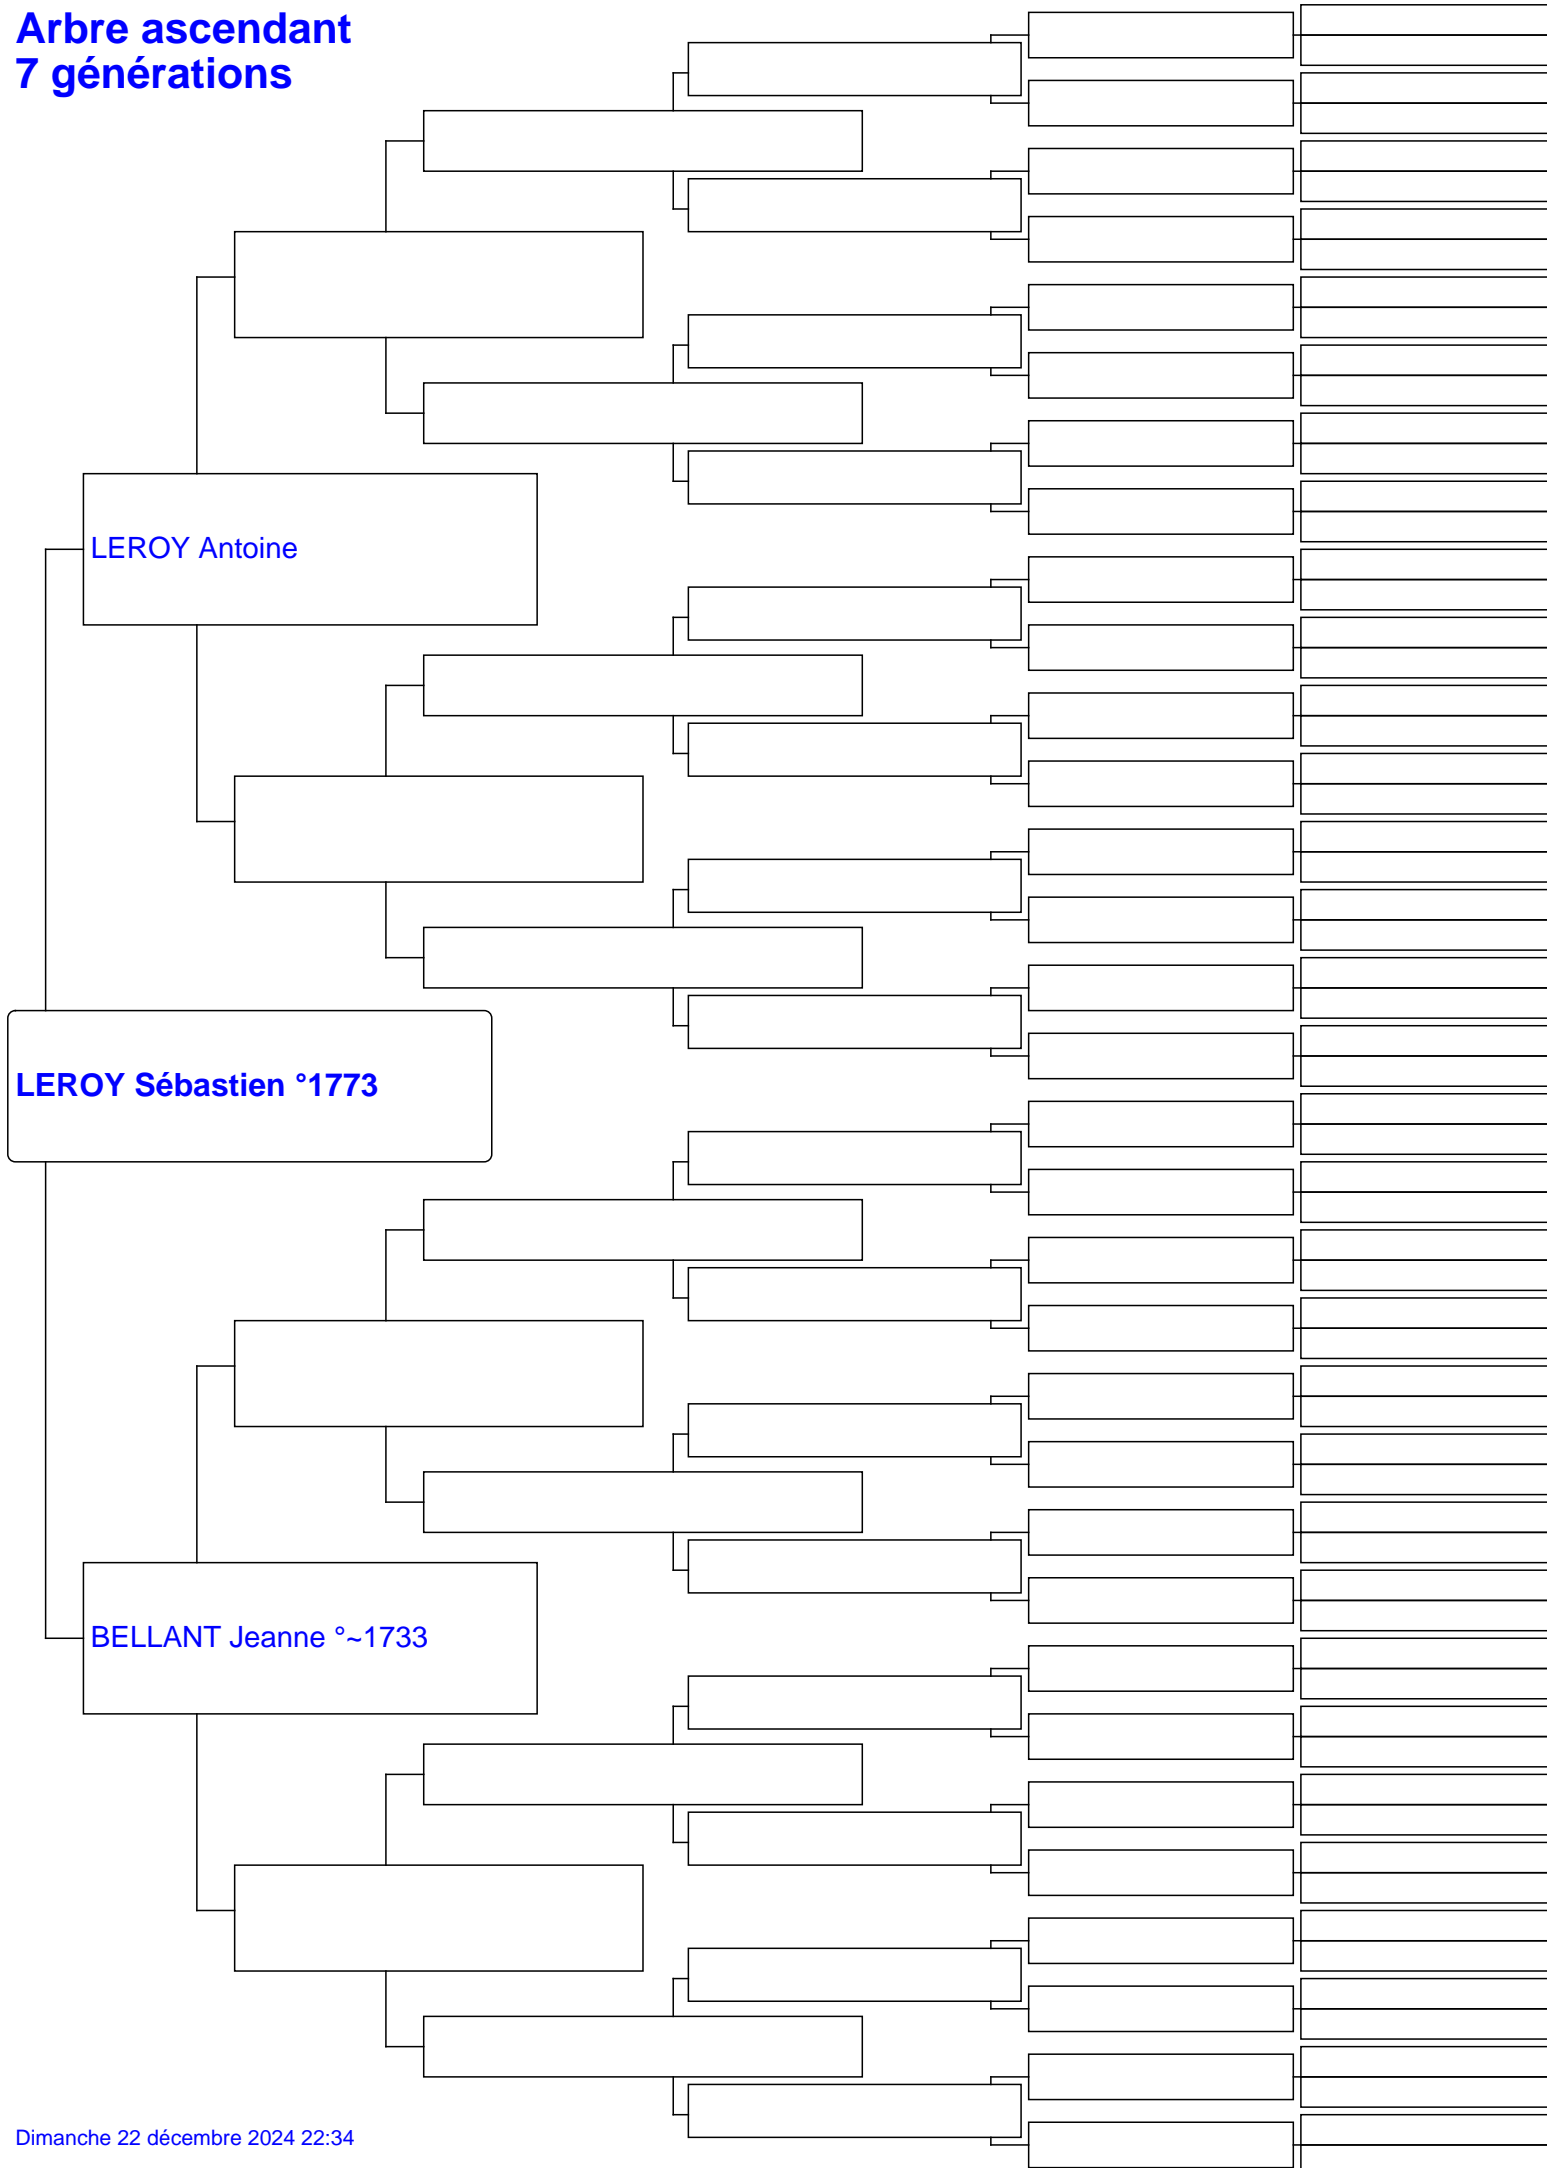 Arbre ascendant
7 générations
LEROY Antoine
LEROY Sébastien °1773
BELLANT Jeanne °~1733
Dimanche 22 décembre 2024 22:34